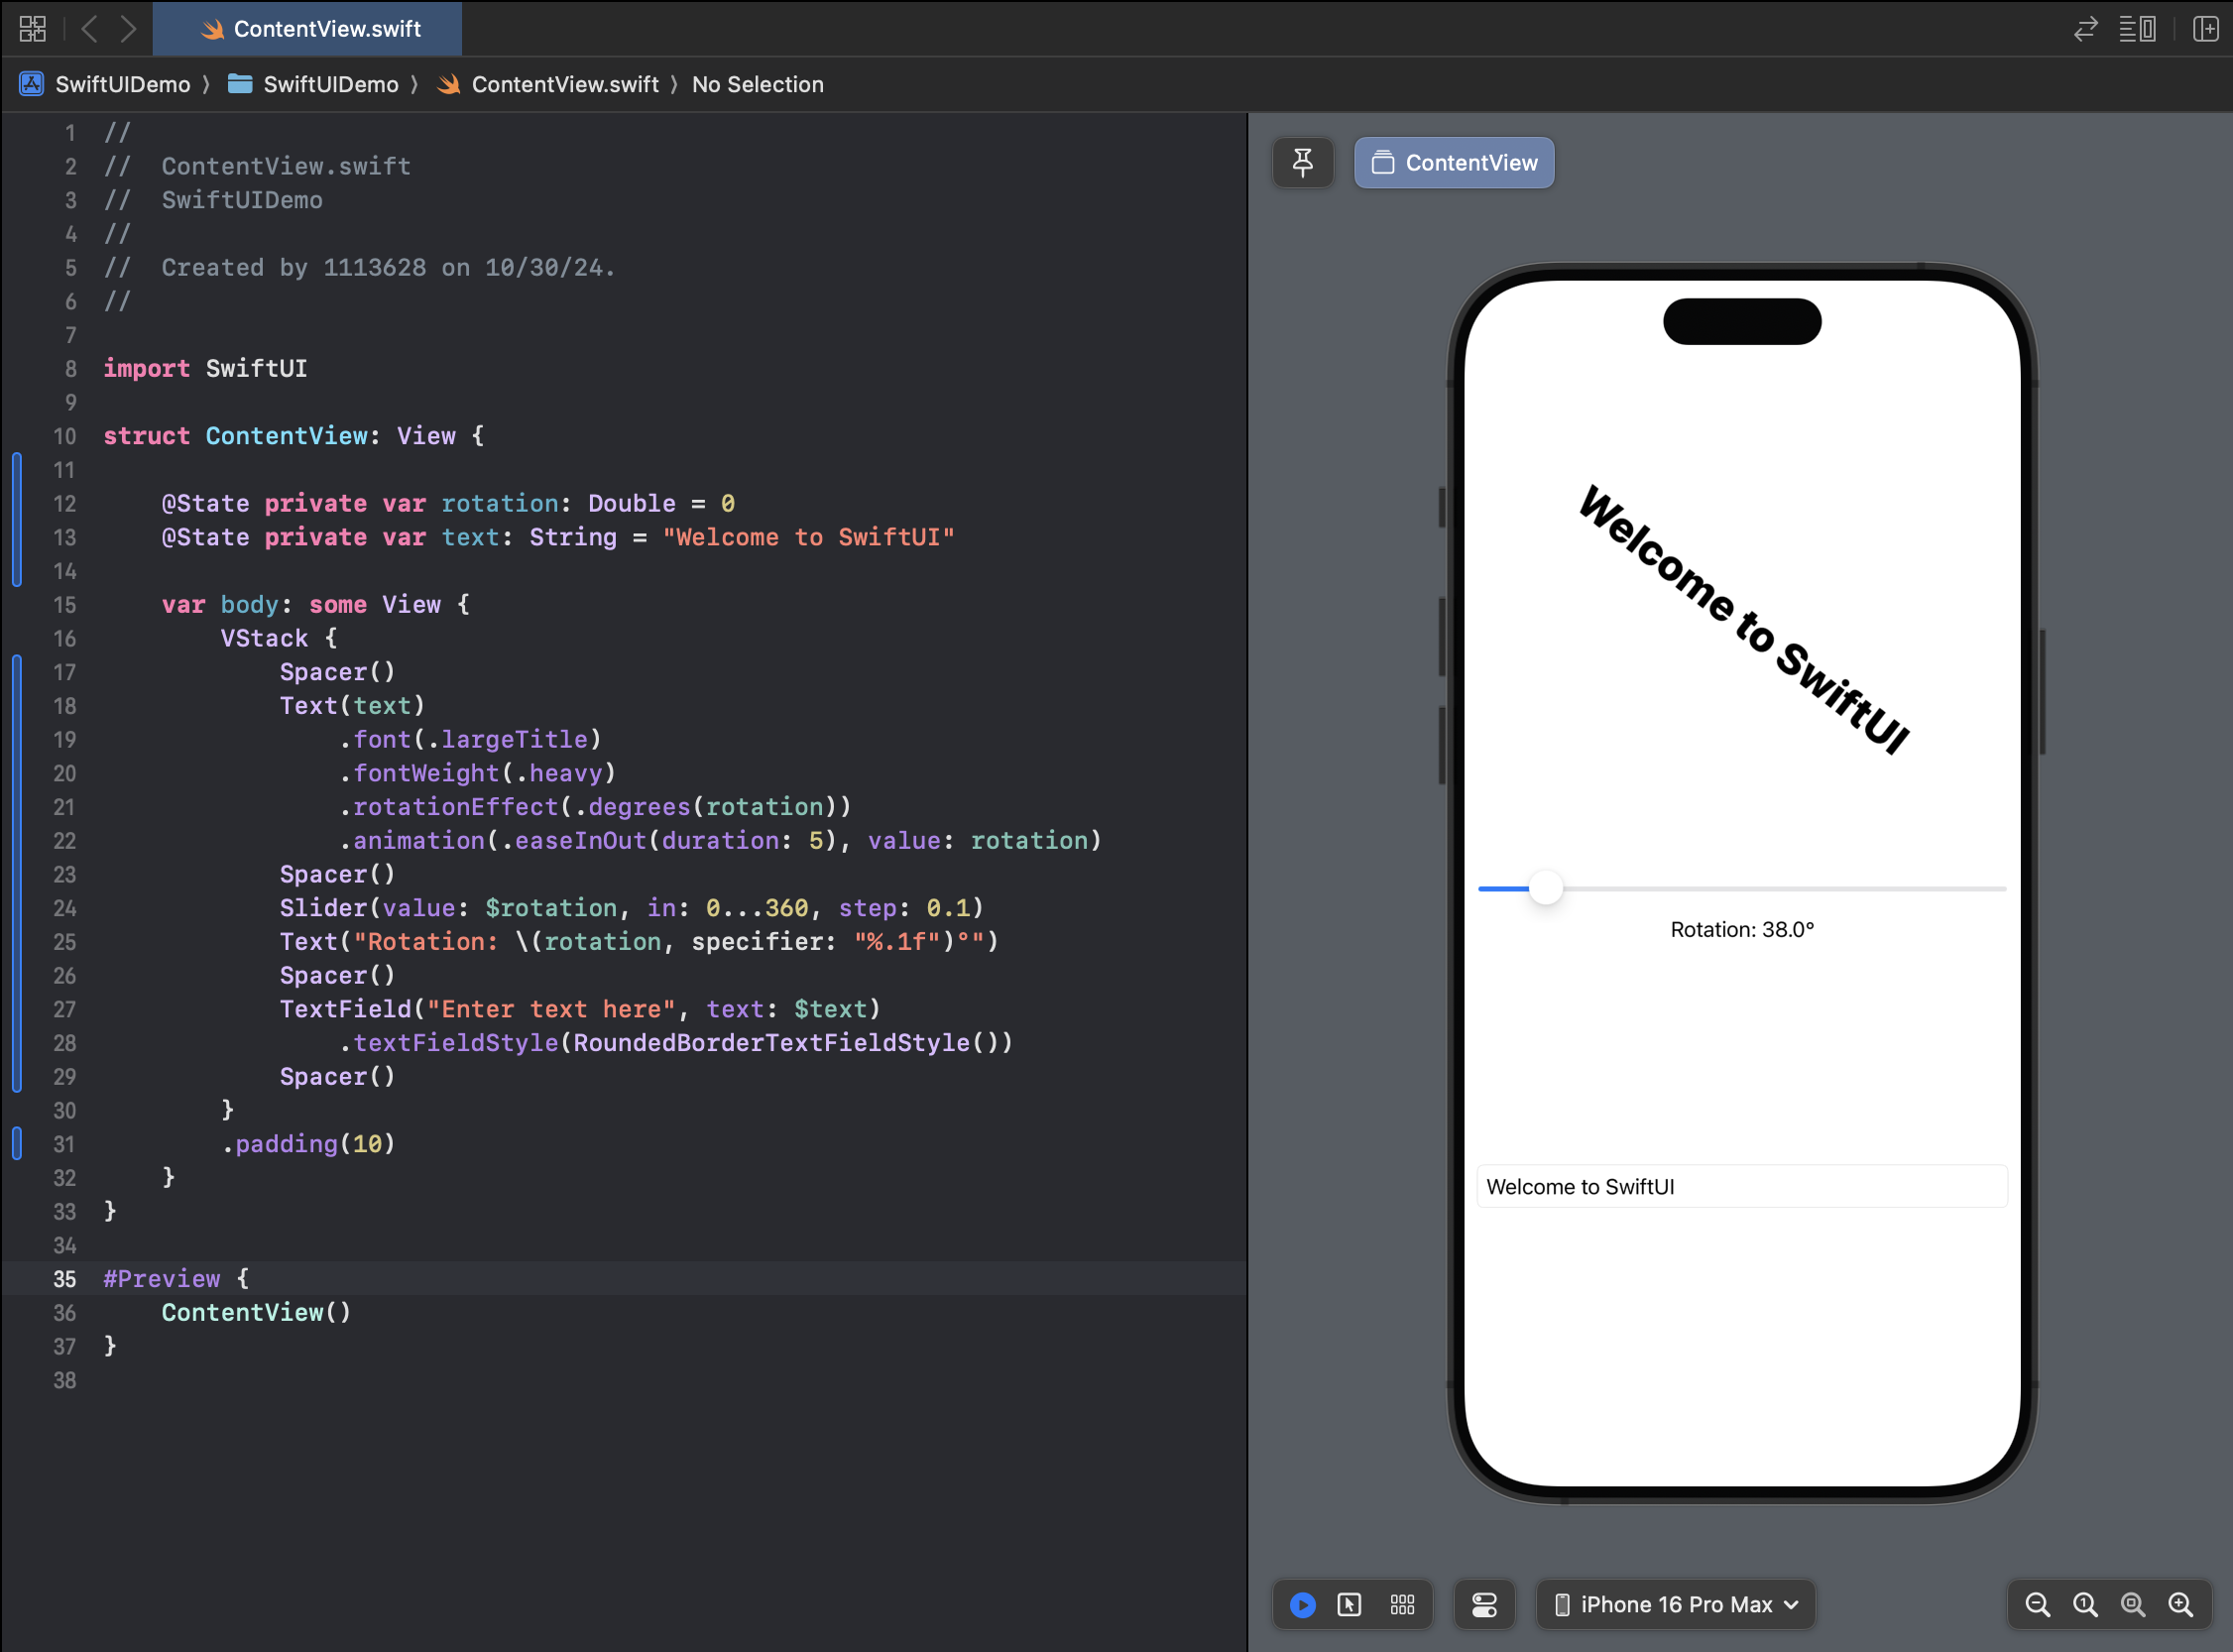 ContentView.swift
SwiftUIDemo 〉 SwiftUIDemo 〉 ContentView.swift 〉 No Selection
1 //
2 //  ContentView.swift
3 //  SwiftUIDemo
4 //
5 //  Created by 1113628 on 10/30/24.
6 //
7
8 import SwiftUI
9
10 struct ContentView: View {
11
12     @State private var rotation: Double = 0
13     @State private var text: String = "Welcome to SwiftUI"
14
15     var body: some View {
16         VStack {
17             Spacer()
18             Text(text)
19                 .font(.largeTitle)
20                 .fontWeight(.heavy)
21                 .rotationEffect(.degrees(rotation))
22                 .animation(.easeInOut(duration: 5), value: rotation)
23             Spacer()
24             Slider(value: $rotation, in: 0...360, step: 0.1)
25             Text("Rotation: \(rotation, specifier: "%.1f")°")
26             Spacer()
27             TextField("Enter text here", text: $text)
28                 .textFieldStyle(RoundedBorderTextFieldStyle())
29             Spacer()
30         }
31         .padding(10)
32     }
33 }
34
35 #Preview {
36     ContentView()
37 }
38
ContentView
Welcome to SwiftUI
Rotation: 38.0°
Welcome to SwiftUI
iPhone 16 Pro Max